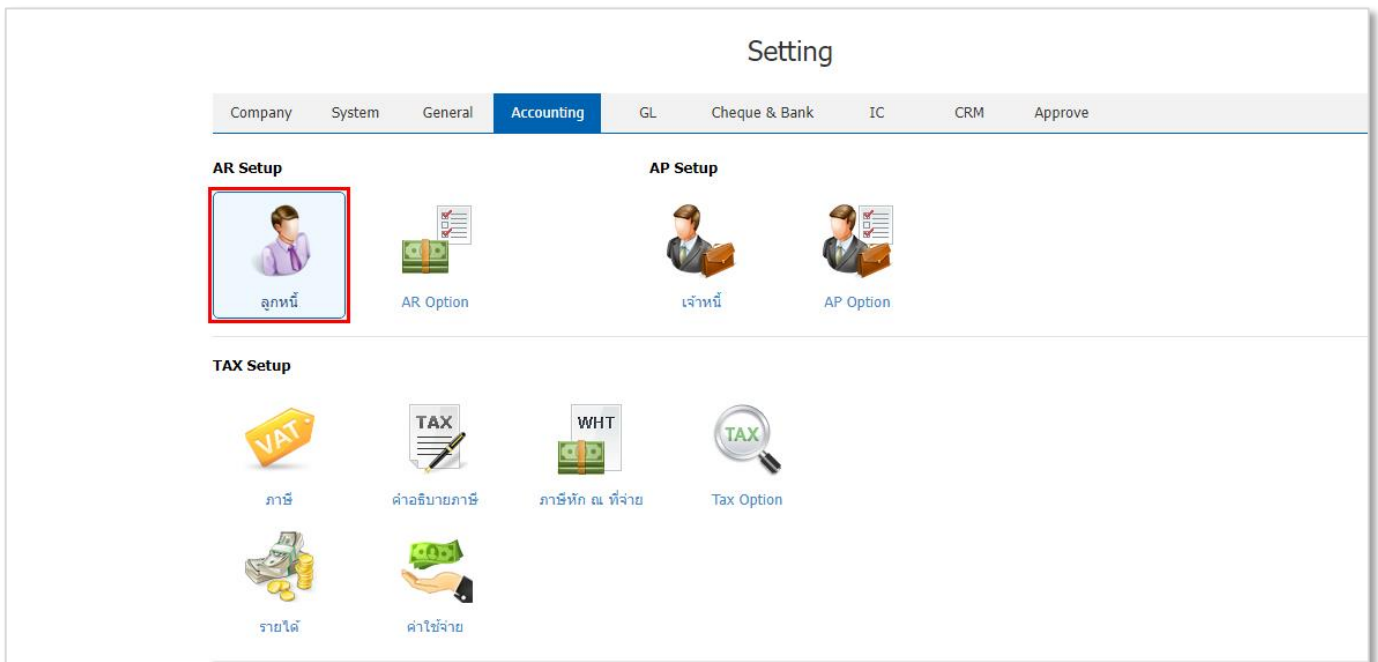 Setting
Company System General Accounting GL Cheque & Bank IC CRM Approve
AR Setup AP Setup
ลูกหนี้ AR Option เจ้าหนี้ AP Option
TAX Setup
VAT TAX WHT TAX
ภาษี คำอธิบายภาษี ภาษีหัก ณ ที่จ่าย Tax Option
รายได้ ค่าใช้จ่าย